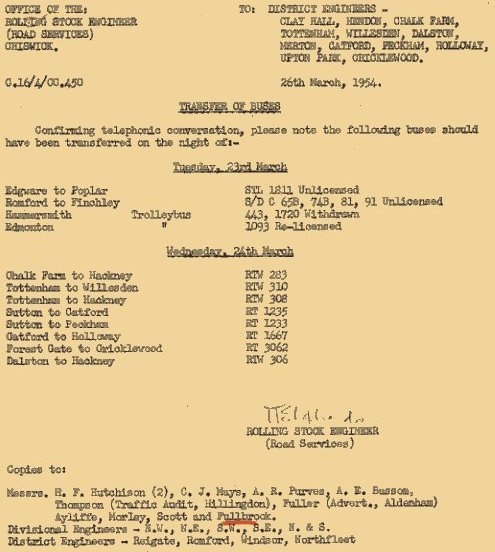 OFFICE OF THE:
ROLLING STOCK ENGINEER
(ROAD SERVICES)
CHISWICK.
TO: DISTRICT ENGINEERS -
CLAY HALL, HENDON, CHALK FARM,
TOTTENHAM, WILLESDEN, DALSTON,
MERTON, CATFORD, PECKHAM, HOLLOWAY,
UPTON PARK, CRICKLEWOOD.
C.16/4/CC.450 26th March, 1954.
TRANSFER OF BUSES
Confirming telephonic conversation, please note the following buses should
have been transferred on the night of:-
Tuesday, 23rd March
Edgware to Poplar STL 1811 Unlicensed
Romford to Finchley S/D C 65B, 74B, 81, 91 Unlicensed
Hammersmith Trolleybus 443, 1720 Withdrawn
Edmonton " 1093 Re-licensed
Wednesday, 24th March
Chalk Farm to Hackney RTW 283
Tottenham to Willesden RTW 310
Tottenham to Hackney RTW 308
Sutton to Catford RT 1235
Sutton to Peckham RT 1233
Catford to Holloway RT 1667
Forest Gate to Cricklewood RT 3062
Dalston to Hackney RTW 306
ROLLING STOCK ENGINEER
(Road Services)
Copies to:
Messrs. H. F. Hutchison (2), C. J. Mays, A. R. Purves, A. E. Bassom,
Thompson (Traffic Audit, Hillingdon), Fuller (Advert., Aldenham)
Ayliffe, Morley, Scott and Fullbrook.
Divisional Engineers - N.W., N.E., S.W., S.E., N. & S.
District Engineers - Reigate, Romford, Windsor, Northfleet